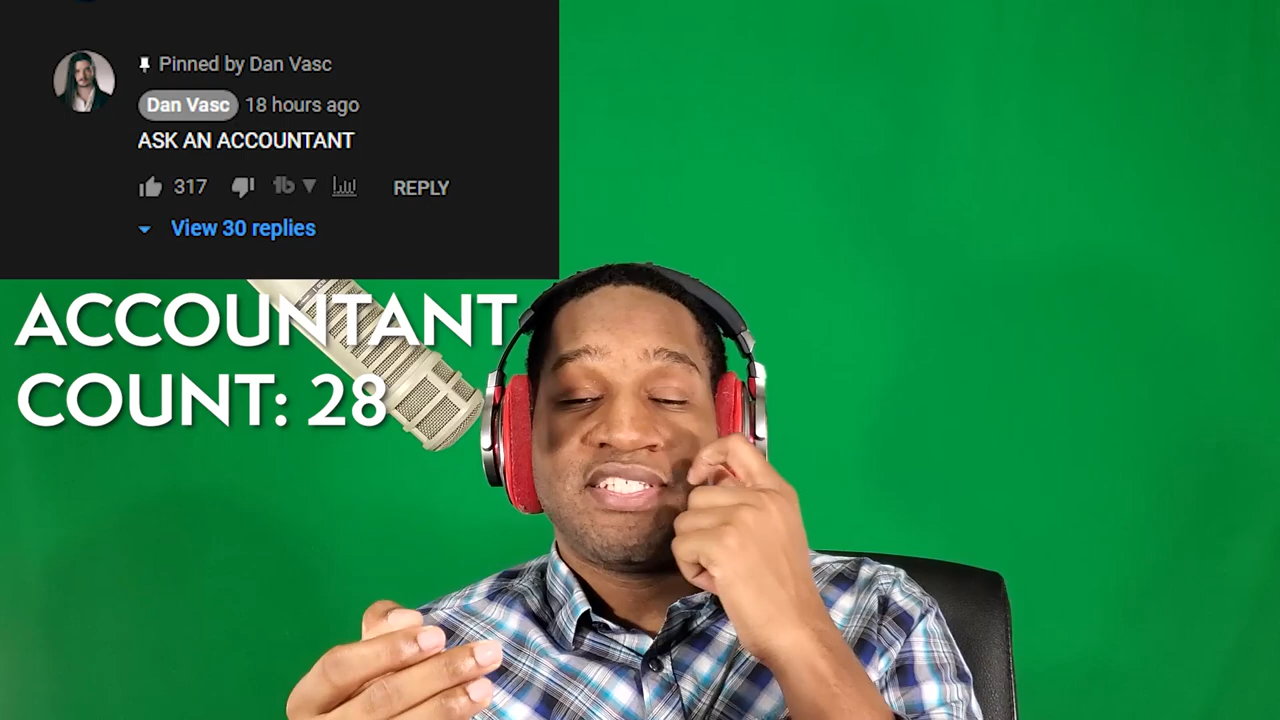 Pinned by Dan Vasc
Dan Vasc 18 hours ago
ASK AN ACCOUNTANT
317 REPLY
View 30 replies
ACCOUNTANT
COUNT: 28